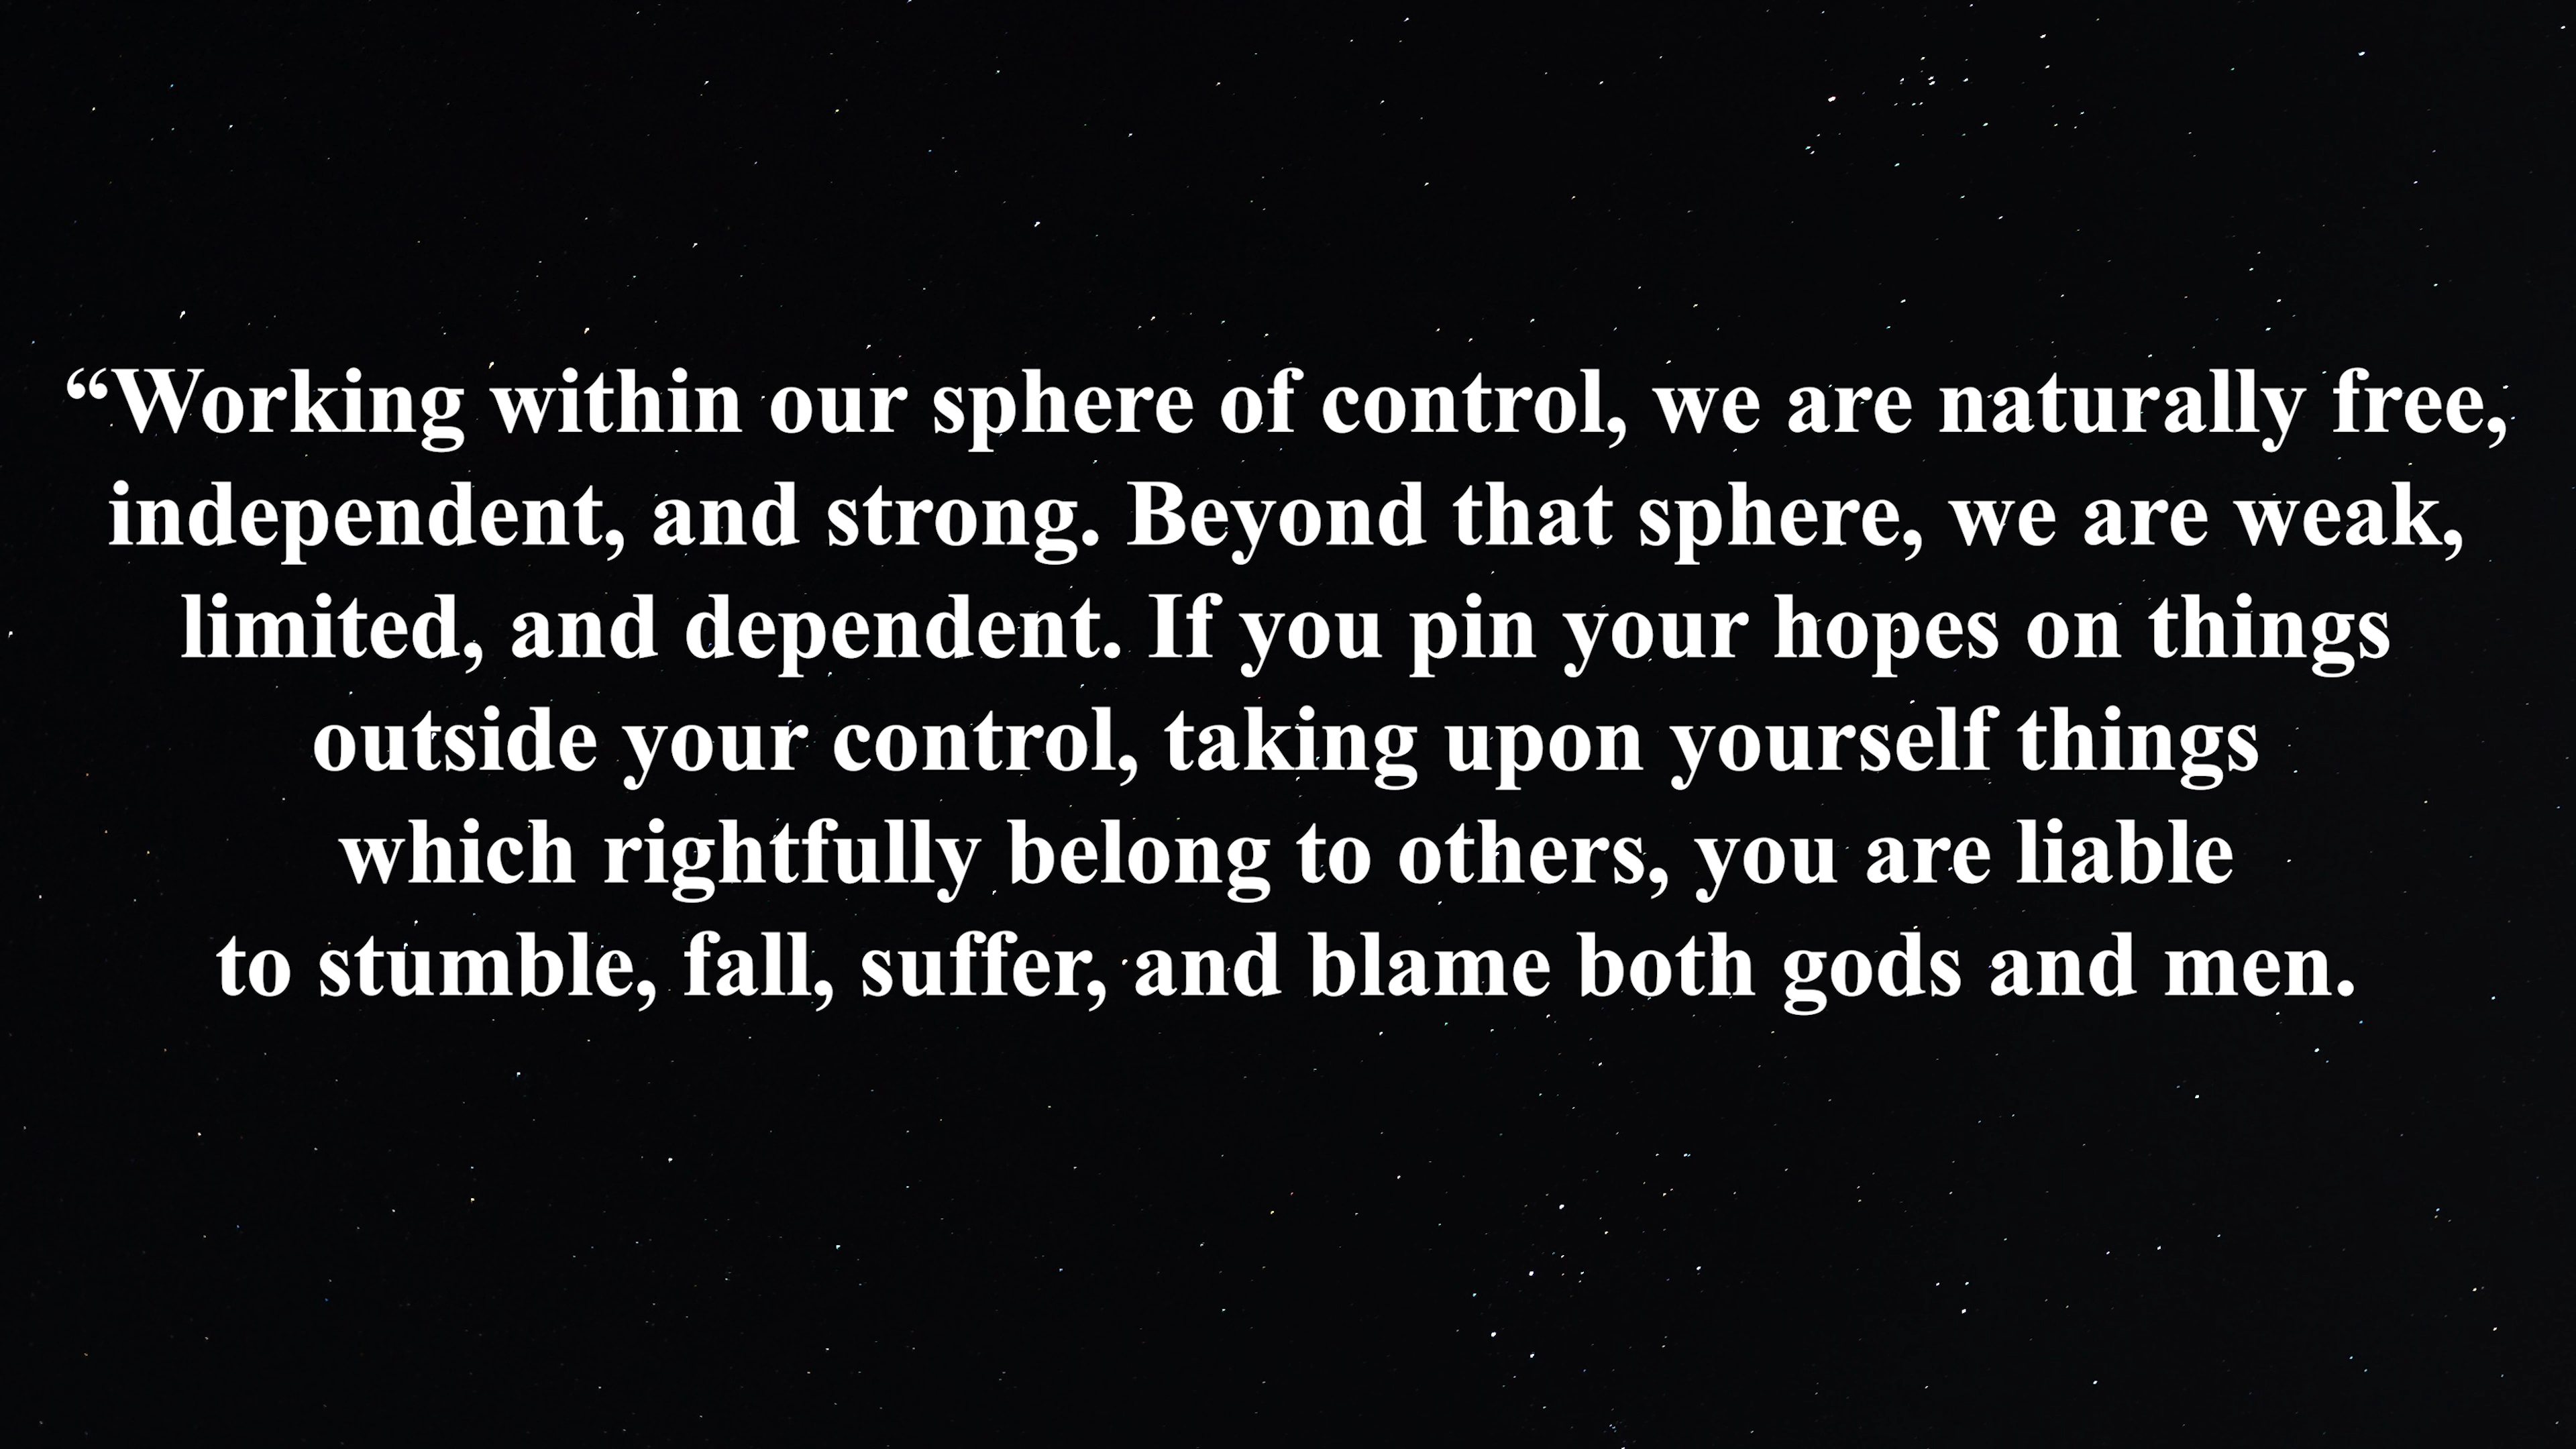 “Working within our sphere of control, we are naturally free,
independent, and strong. Beyond that sphere, we are weak,
limited, and dependent. If you pin your hopes on things
outside your control, taking upon yourself things
which rightfully belong to others, you are liable
to stumble, fall, suffer, and blame both gods and men.